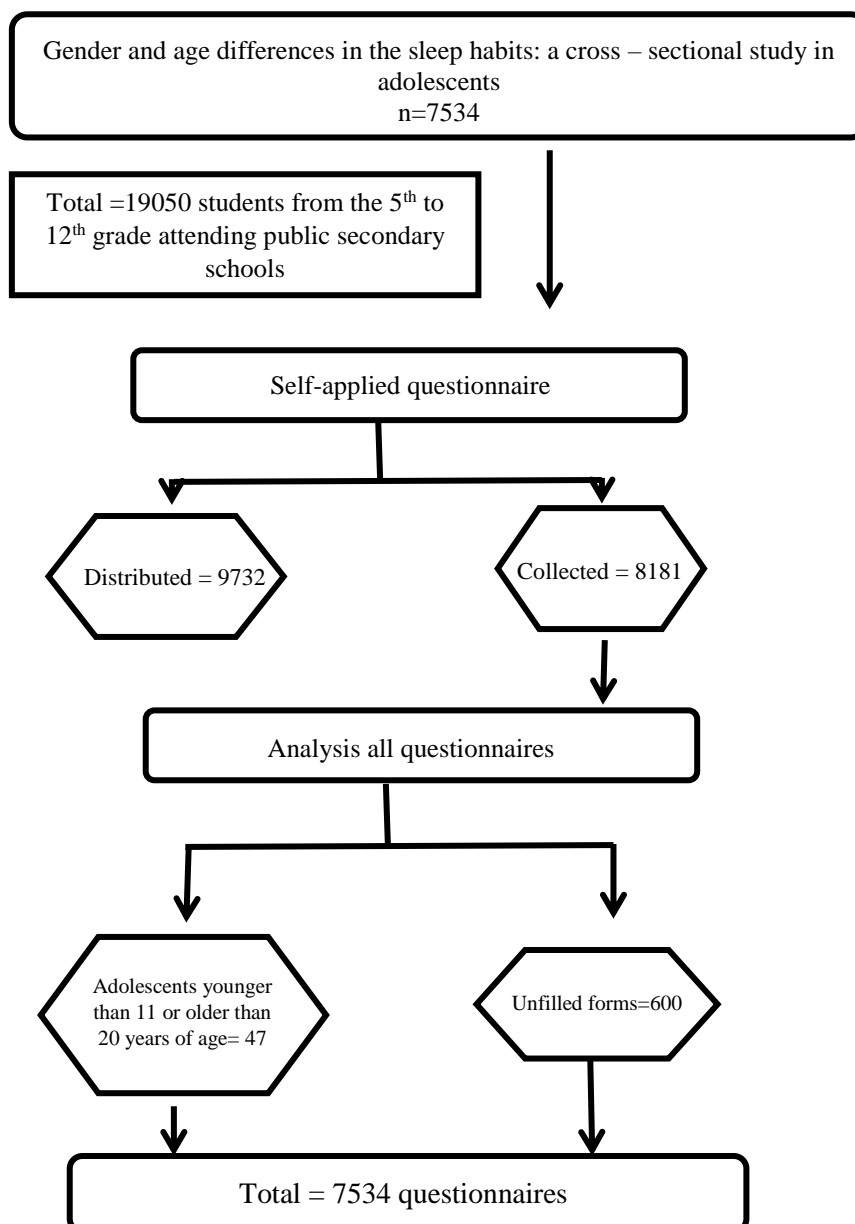 Gender and age differences in the sleep habits: a cross – sectional study in
adolescents
n=7534
Total =19050 students from the 5th to
12th grade attending public secondary
schools
Self-applied questionnaire
Distributed = 9732
Collected = 8181
Analysis all questionnaires
Adolescents younger
than 11 or older than
20 years of age= 47
Unfilled forms=600
Total = 7534 questionnaires